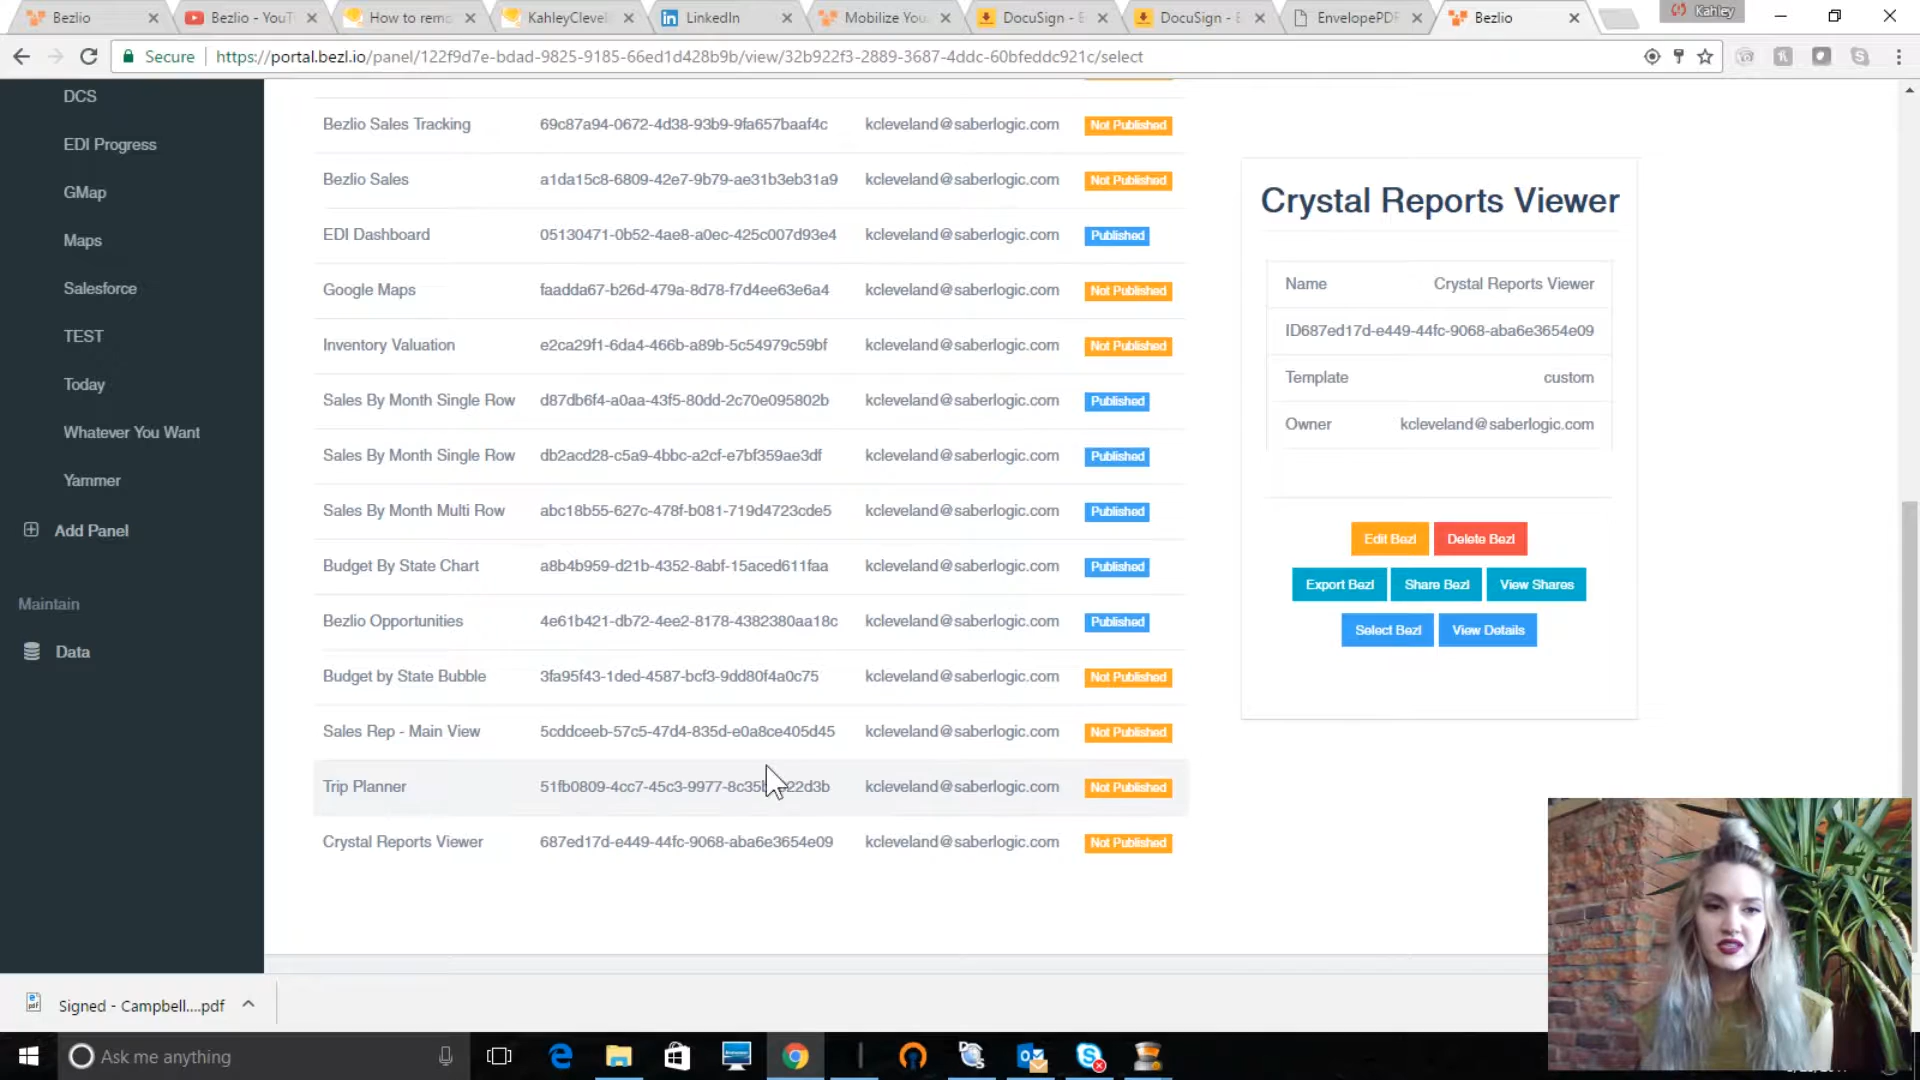 Bezlio
Bezlio - YouT
How to remo
KahleyClevel
LinkedIn
Mobilize You
DocuSign - E
DocuSign - E
EnvelopePDF
Bezlio
Kahley
Secure
https://portal.bezl.io/panel/122f9d7e-bdad-9825-9185-66ed1d428b9b/view/32b922f3-2889-3687-4ddc-60bfeddc921c/select
DCS
EDI Progress
GMap
Maps
Salesforce
TEST
Today
Whatever You Want
Yammer
Add Panel
Maintain
Data
Bezlio Sales Tracking 69c87a94-0672-4d38-93b9-9fa657baaf4c kcleveland@saberlogic.com Not Published
Bezlio Sales a1da15c8-6809-42e7-9b79-ae31b3eb31a9 kcleveland@saberlogic.com Not Published
EDI Dashboard 05130471-0b52-4ae8-a0ec-425c007d93e4 kcleveland@saberlogic.com Published
Google Maps faadda67-b26d-479a-8d78-f7d4ee63e6a4 kcleveland@saberlogic.com Not Published
Inventory Valuation e2ca29f1-6da4-466b-a89b-5c54979c59bf kcleveland@saberlogic.com Not Published
Sales By Month Single Row d87db6f4-a0aa-43f5-80dd-2c70e095802b kcleveland@saberlogic.com Published
Sales By Month Single Row db2acd28-c5a9-4bbc-a2cf-e7bf359ae3df kcleveland@saberlogic.com Published
Sales By Month Multi Row abc18b55-627c-478f-b081-719d4723cde5 kcleveland@saberlogic.com Published
Budget By State Chart a8b4b959-d21b-4352-8abf-15aced611faa kcleveland@saberlogic.com Published
Bezlio Opportunities 4e61b421-db72-4ee2-8178-4382380aa18c kcleveland@saberlogic.com Published
Budget by State Bubble 3fa95f43-1ded-4587-bcf3-9dd80f4a0c75 kcleveland@saberlogic.com Not Published
Sales Rep - Main View 5cddceeb-57c5-47d4-835d-e0a8ce405d45 kcleveland@saberlogic.com Not Published
Trip Planner kcleveland@saberlogic.com Not Published
Crystal Reports Viewer 687ed17d-e449-44fc-9068-aba6e3654e09 kcleveland@saberlogic.com Not Published
Crystal Reports Viewer
Name Crystal Reports Viewer
ID687ed17d-e449-44fc-9068-aba6e3654e09
Template custom
Owner kcleveland@saberlogic.com
Edit Bezl Delete Bezl
Export Bezl Share Bezl View Shares
Select Bezl View Details
Signed - Campbell....pdf
Ask me anything